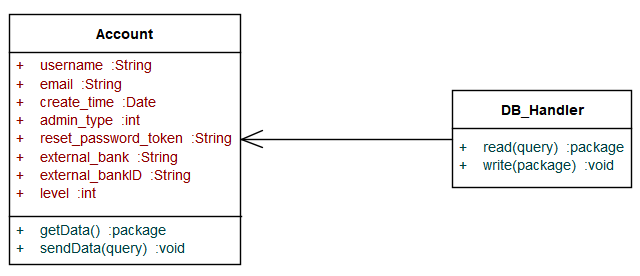 Account
+ username :String
+ email :String
+ create_time :Date
+ admin_type :int
+ reset_password_token :String
+ external_bank :String
+ external_bankID :String
+ level :int
+ getData() :package
+ sendData(query) :void
DB_Handler
+ read(query) :package
+ write(package) :void